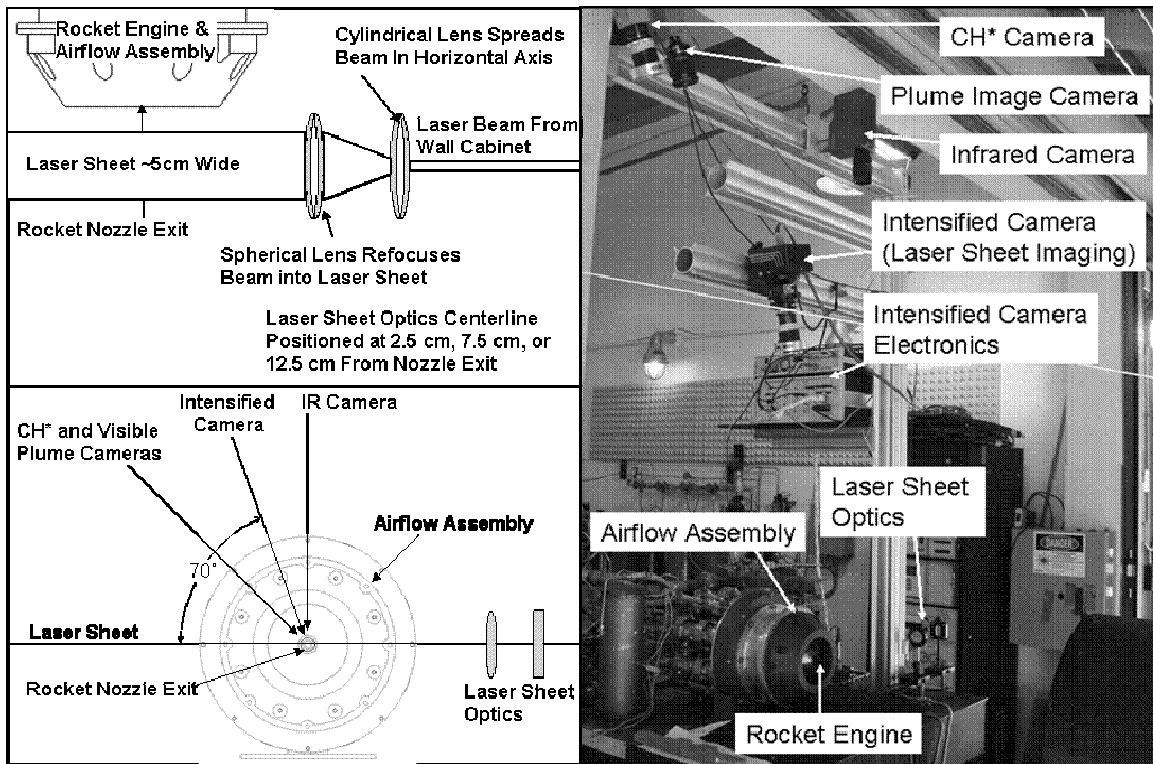 Rocket Engine &
Airflow Assembly
Cylindrical Lens Spreads
Beam In Horizontal Axis
Laser Beam From
Wall Cabinet
Laser Sheet ~5cm Wide
Rocket Nozzle Exit
Spherical Lens Refocuses
Beam into Laser Sheet
Laser Sheet Optics Centerline
Positioned at 2.5 cm, 7.5 cm, or
12.5 cm From Nozzle Exit
Intensified
Camera
IR Camera
CH* and Visible
Plume Cameras
Airflow Assembly
70°
Laser Sheet
Rocket Nozzle Exit
Laser Sheet
Optics
CH* Camera
Plume Image Camera
Infrared Camera
Intensified Camera
(Laser Sheet Imaging)
Intensified Camera
Electronics
Laser Sheet
Optics
Airflow Assembly
DANGER
Rocket Engine